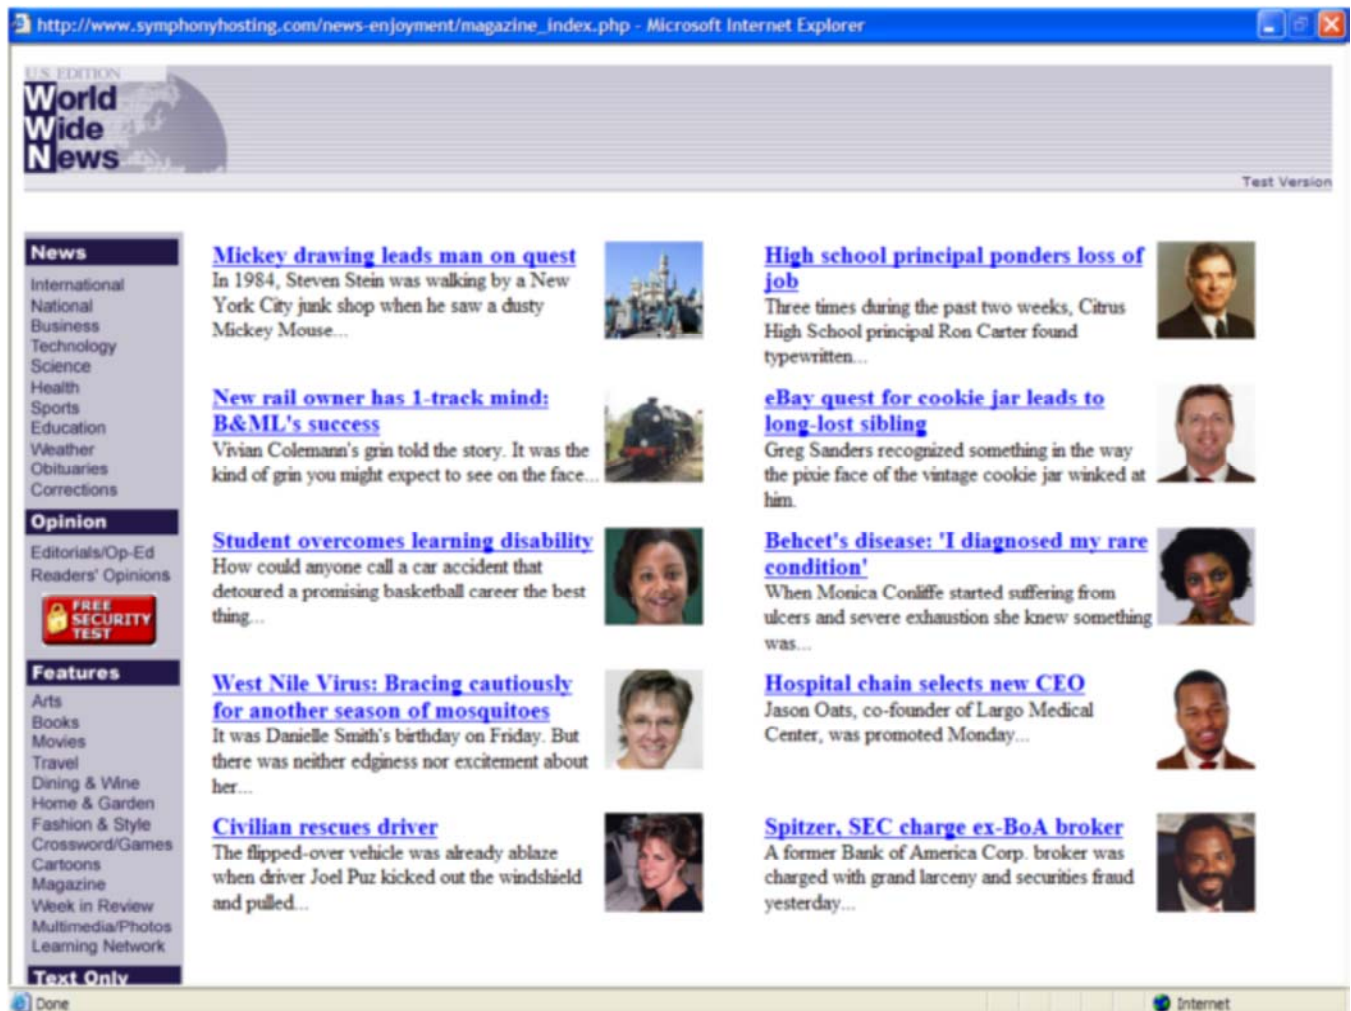 http://www.symphonyhosting.com/news-enjoyment/magazine_index.php - Microsoft Internet Explorer
U.S. EDITION
World
Wide
News
Test Version
News
International
National
Business
Technology
Science
Health
Sports
Education
Weather
Obituaries
Corrections
Opinion
Editorials/Op-Ed
Readers' Opinions
FREE
SECURITY
TEST
Features
Arts
Books
Movies
Travel
Dining & Wine
Home & Garden
Fashion & Style
Crossword/Games
Cartoons
Magazine
Week in Review
Multimedia/Photos
Learning Network
Text Only
Mickey drawing leads man on quest
In 1984, Steven Stein was walking by a New
York City junk shop when he saw a dusty
Mickey Mouse...
New rail owner has 1-track mind:
B&ML's success
Vivian Colemann's grin told the story. It was the
kind of grin you might expect to see on the face...
Student overcomes learning disability
How could anyone call a car accident that
detoured a promising basketball career the best
thing...
West Nile Virus: Bracing cautiously
for another season of mosquitoes
It was Danielle Smith's birthday on Friday. But
there was neither edginess nor excitement about
her...
Civilian rescues driver
The flipped-over vehicle was already ablaze
when driver Joel Puz kicked out the windshield
and pulled...
High school principal ponders loss of
job
Three times during the past two weeks, Citrus
High School principal Ron Carter found
typewritten...
eBay quest for cookie jar leads to
long-lost sibling
Greg Sanders recognized something in the way
the pixie face of the vintage cookie jar winked at
him.
Behcet's disease: 'I diagnosed my rare
condition'
When Monica Conliffe started suffering from
ulcers and severe exhaustion she knew something
was...
Hospital chain selects new CEO
Jason Oats, co-founder of Largo Medical
Center, was promoted Monday...
Spitzer, SEC charge ex-BoA broker
A former Bank of America Corp. broker was
charged with grand larceny and securities fraud
yesterday...
Done
Internet